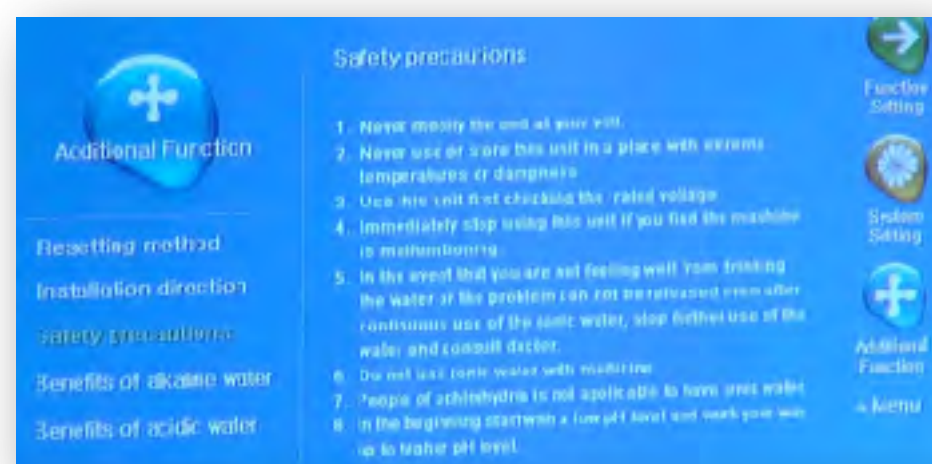 Safety precautions
1. Never modify the unit at your will.
2. Never use or store this unit in a place with extreme
temperatures or dampness
3. Use this unit first checking the rated voltage
4. Immediately stop using this unit if you find the machine
is malfunctioning.
5. In the event that you are not feeling well from drinking
the water or the problem can not be relieved even after
continuous use of the ionic water, stop further use of the
water and consult doctor.
6. Do not use ionic water with medicine
7. People of achlorhydria is not applicable to have ionic water.
8. In the beginning start with a low pH level and work your way
up to higher pH level.
Additional Function
Resetting method
Installation direction
Safety precautions
Benefits of alkaline water
Benefits of acidic water
Function
Setting
System
Setting
Additional
Function
Menu